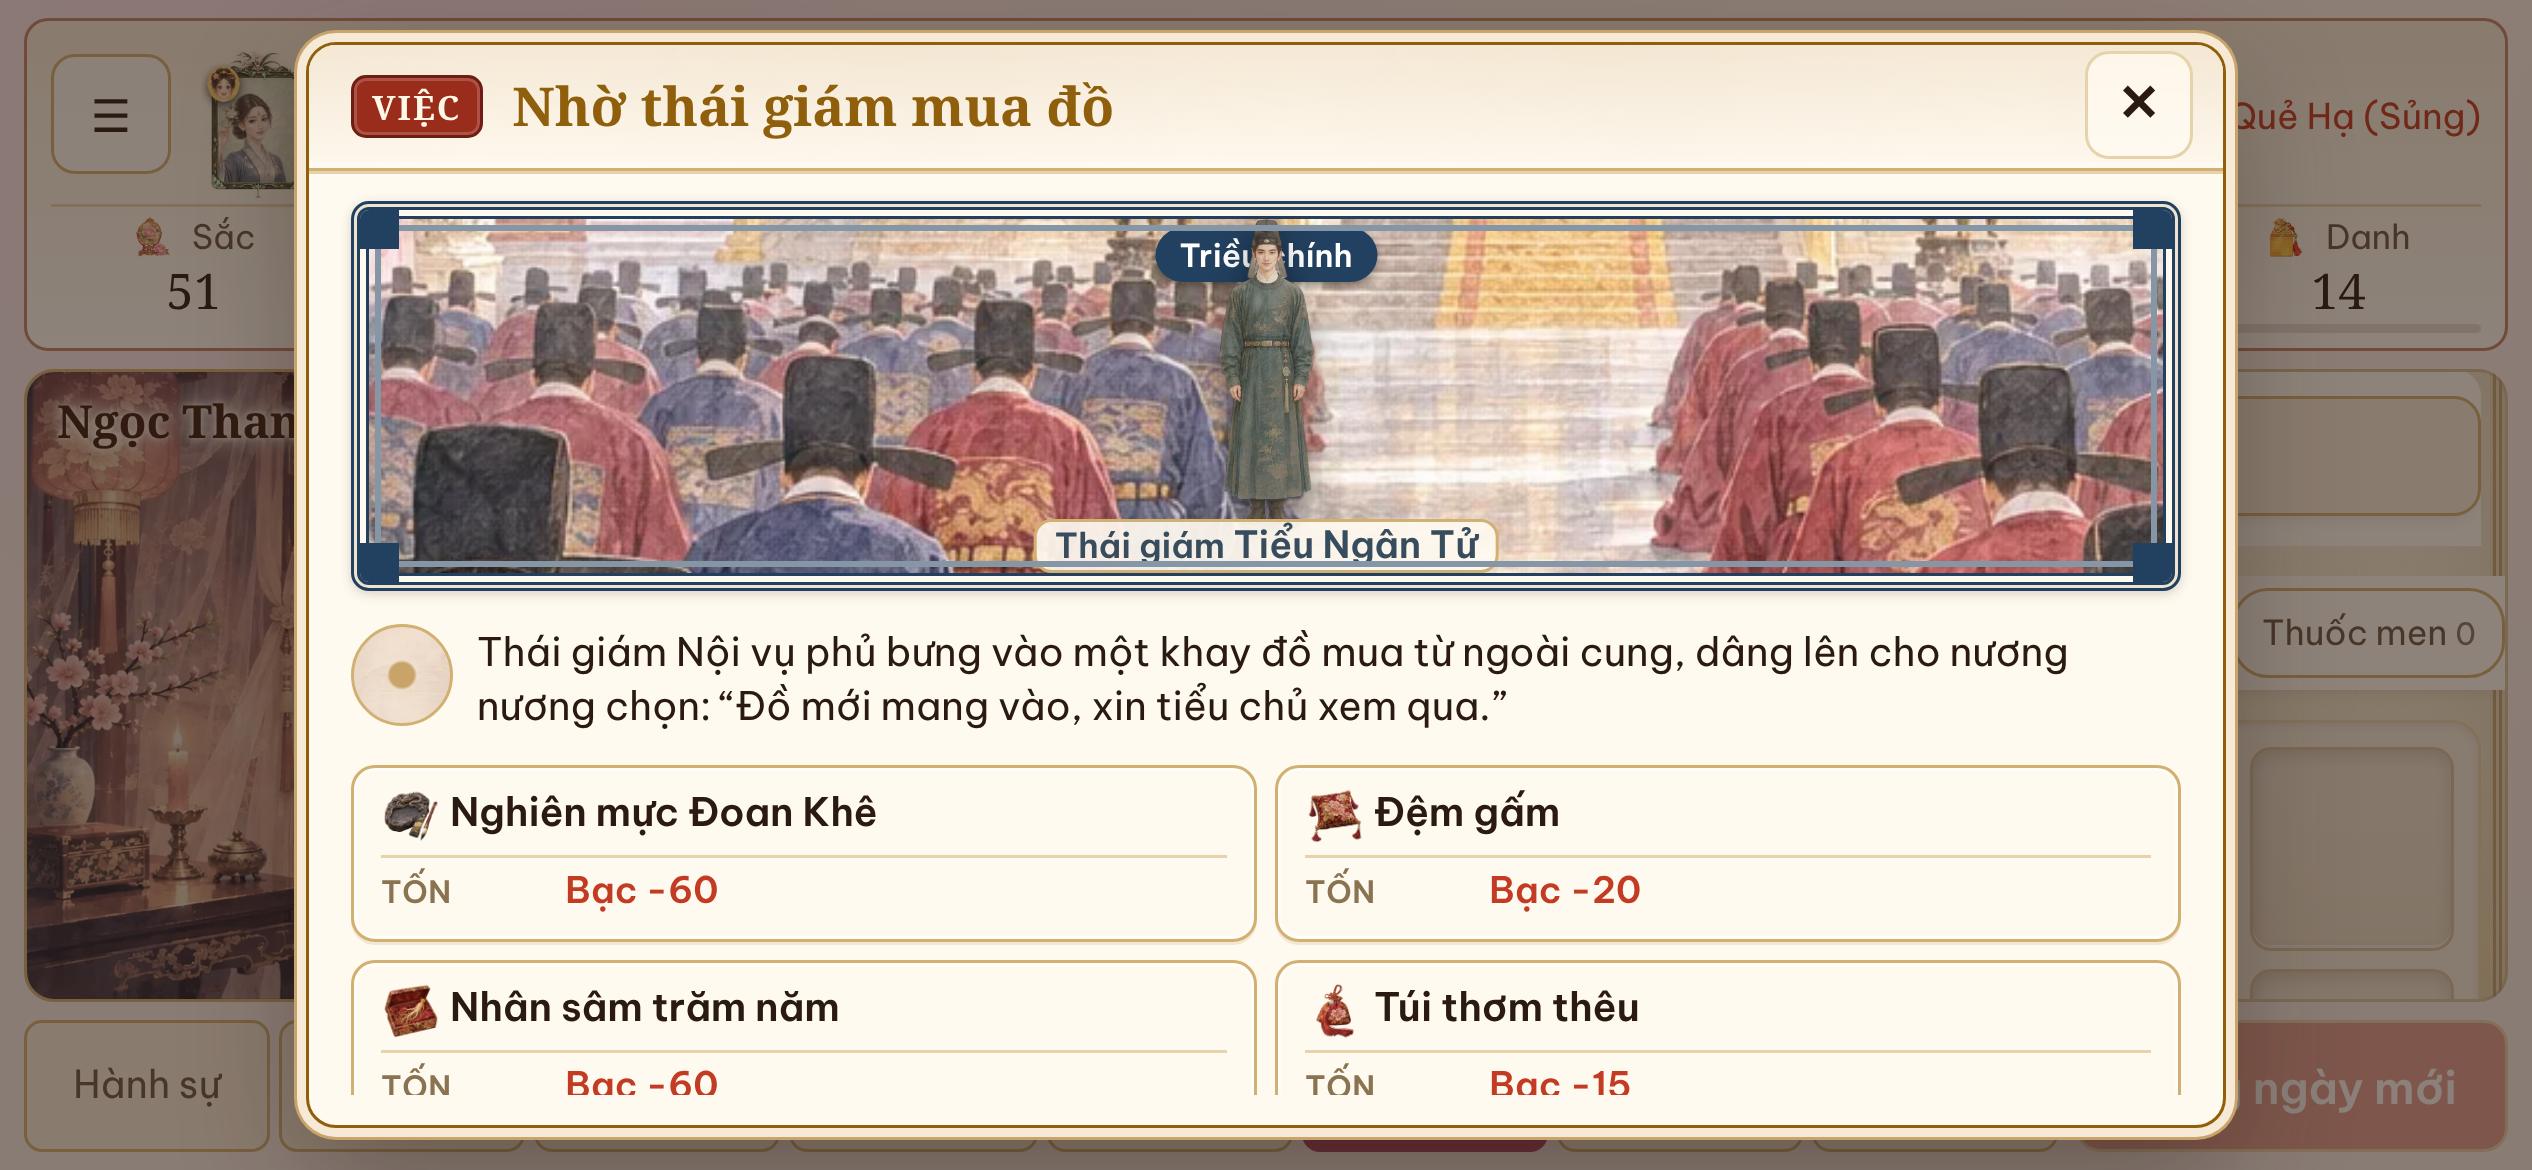 ☰
Quẻ Hạ (Sủng)
Sắc
51
Danh
14
Ngọc
VIỆC
Nhờ thái giám mua đồ
✕
Thái giám Tiểu Ngân Tử
Thái giám Nội vụ phủ bưng vào một khay đồ mua từ ngoài cung, dâng lên cho nương
nương chọn: “Đồ mới mang vào, xin tiểu chủ xem qua.”
Nghiên mực Đoan Khê
TỐN Bạc -60
Đệm gấm
TỐN Bạc -20
Nhân sâm trăm năm
TỐN Bạc -60
Túi thơm thêu
TỐN Bạc -15
Thuốc men 0
Hành sự
ngày mới